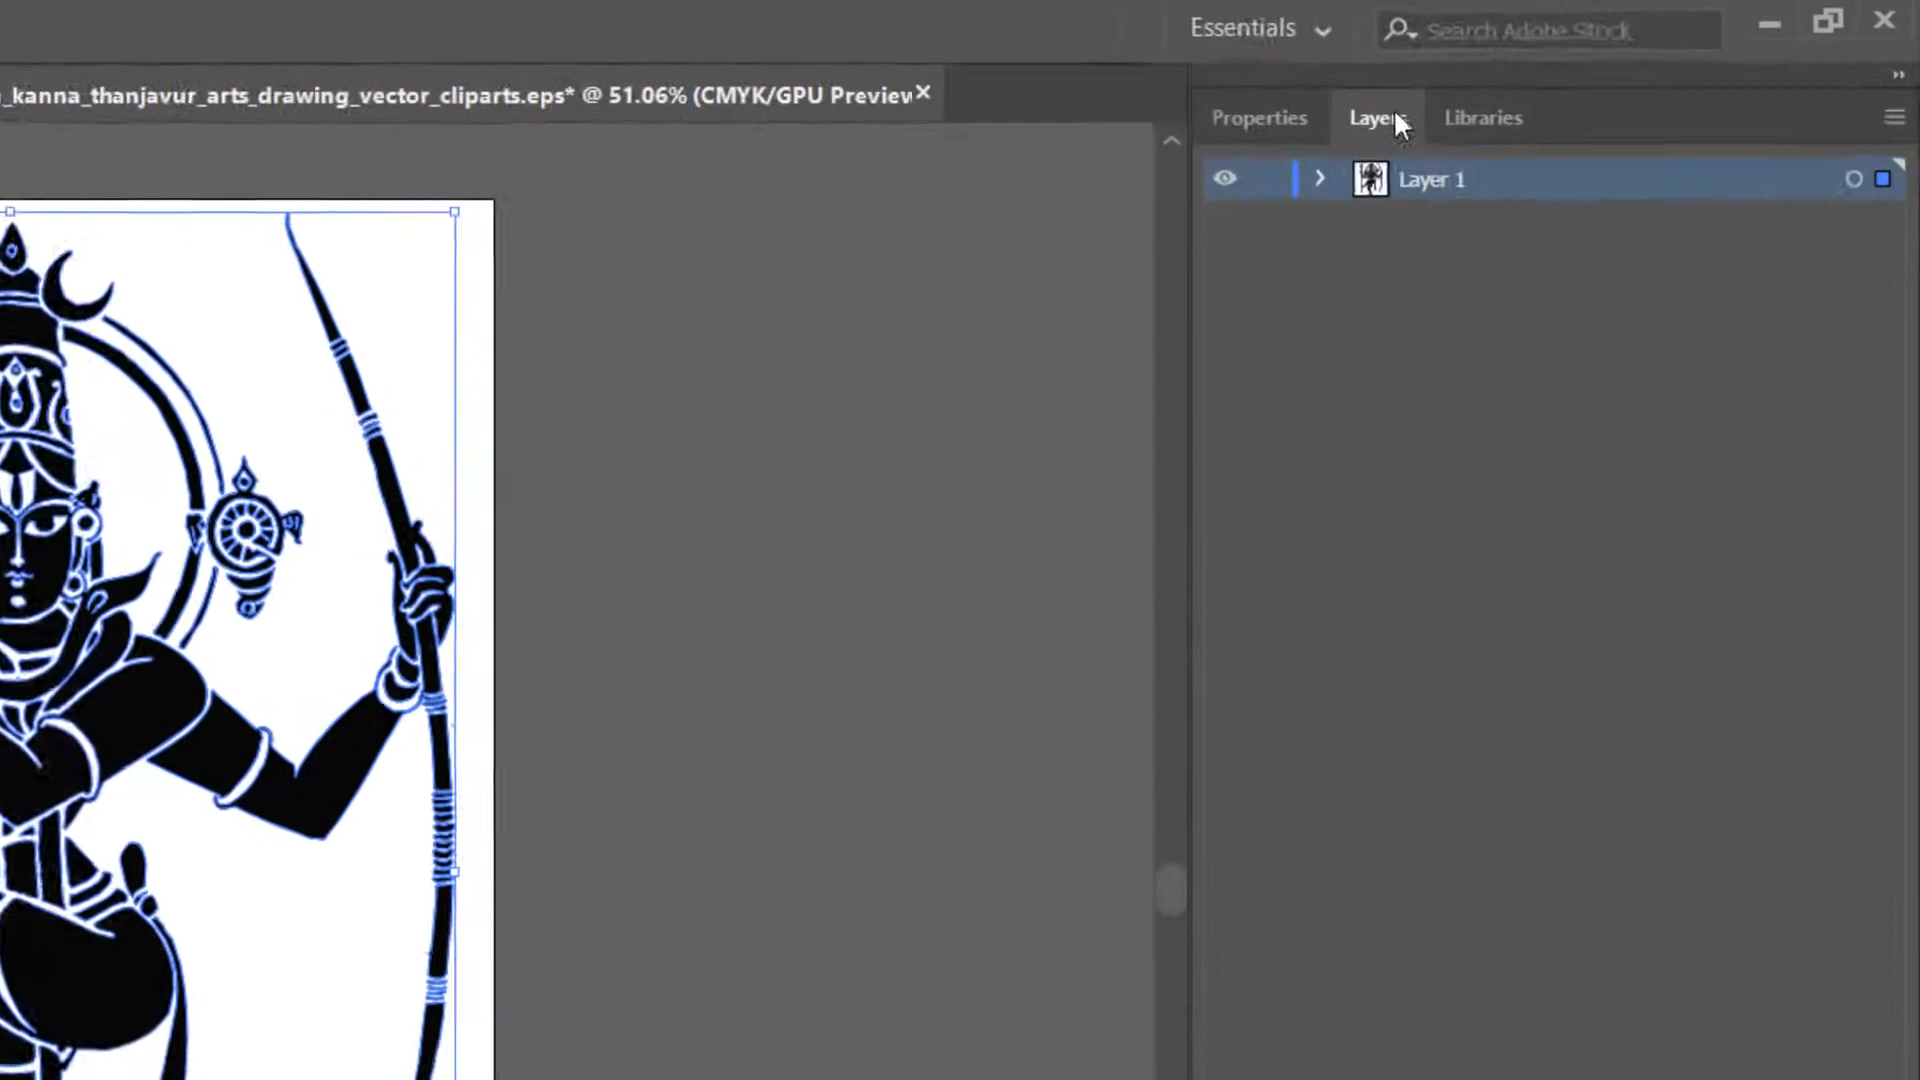 Essentials
Search Adobe Stock
_kanna_thanjavur_arts_drawing_vector_cliparts.eps* @ 51.06% (CMYK/GPU Preview
Properties
Layers
Libraries
Layer 1